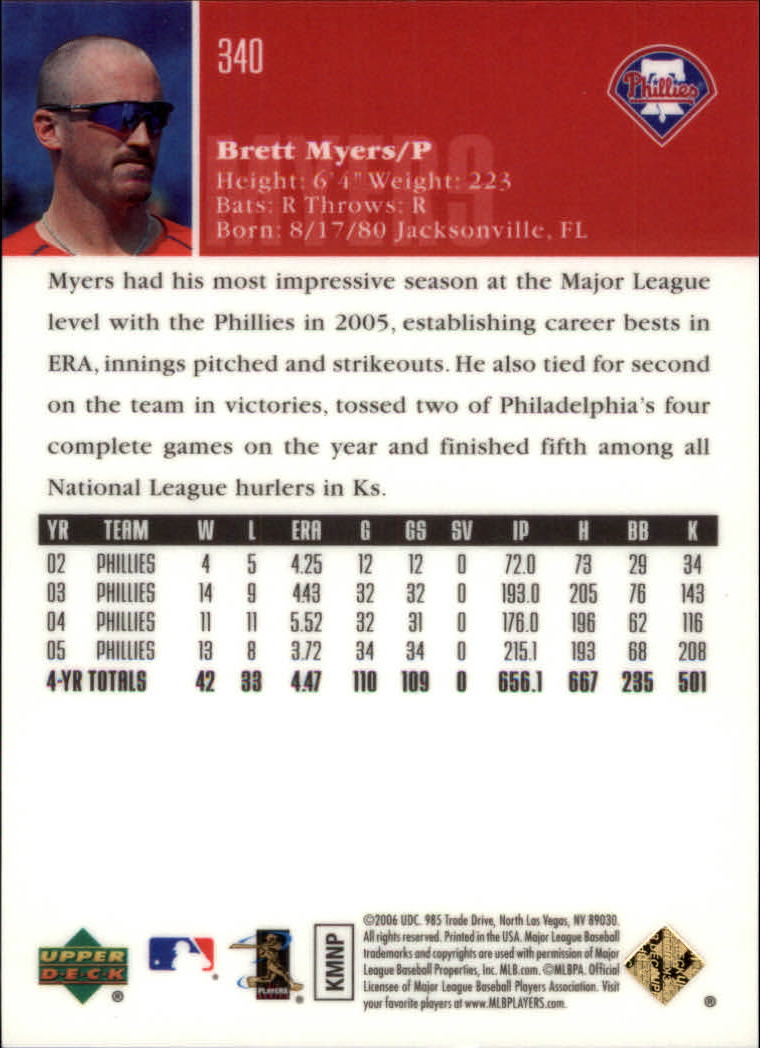 340
Phillies
MYERS
Brett Myers/P
Height: 6'4" Weight: 223
Bats: R Throws: R
Born: 8/17/80 Jacksonville, FL
Myers had his most impressive season at the Major League
level with the Phillies in 2005, establishing career bests in
ERA, innings pitched and strikeouts. He also tied for second
on the team in victories, tossed two of Philadelphia's four
complete games on the year and finished fifth among all
National League hurlers in Ks.
YR TEAM W L ERA G GS SV IP H BB K
02 PHILLIES 4 5 4.25 12 12 0 72.0 73 29 34
03 PHILLIES 14 9 4.43 32 32 0 193.0 205 76 143
04 PHILLIES 11 11 5.52 32 31 0 176.0 196 62 116
05 PHILLIES 13 8 3.72 34 34 0 215.1 193 68 208
4-YR TOTALS 42 33 4.47 110 109 0 656.1 667 235 501
UPPER
DECK
®
PLAYERS
KMNP
©2006 UDC. 985 Trade Drive, North Las Vegas, NV 89030.
All rights reserved. Printed in the USA. Major League Baseball
trademarks and copyrights are used with permission of Major
League Baseball Properties, Inc. MLB.com. ©MLBPA. Official
Licensee of Major League Baseball Players Association. Visit
your favorite players at www.MLBPLAYERS.com.
®